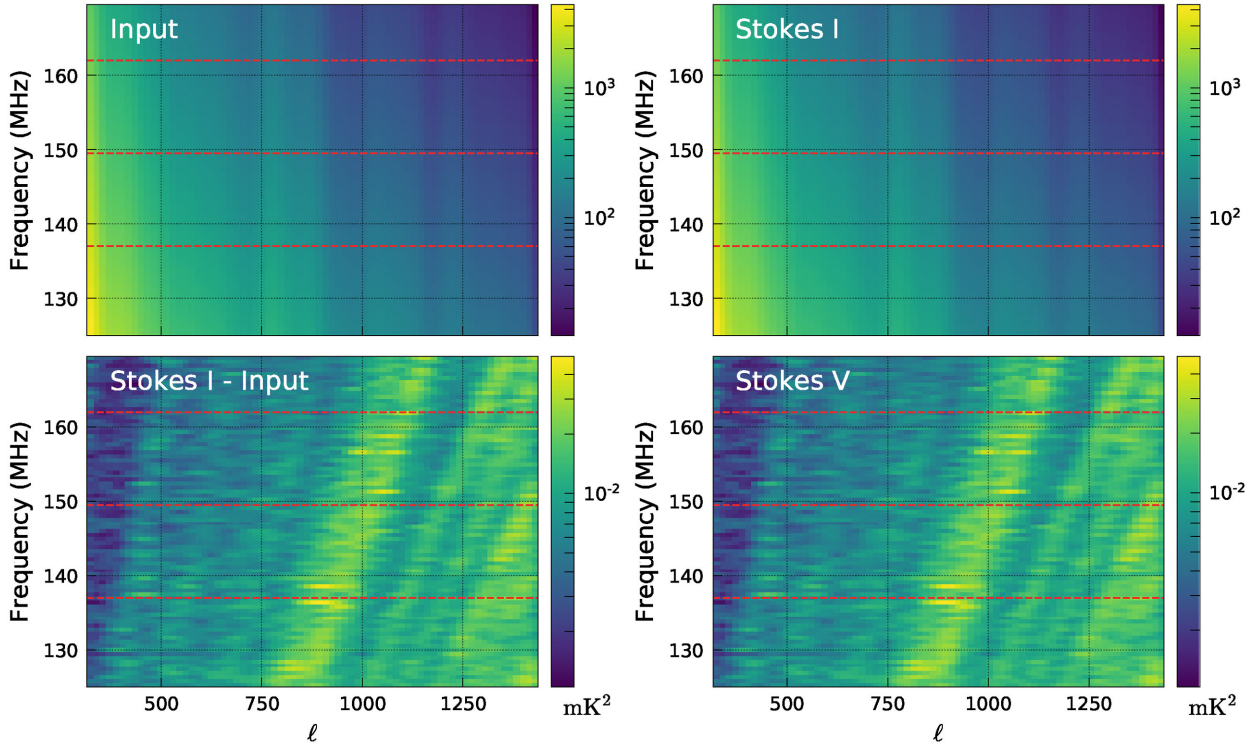 Input
Frequency (MHz)
160
150
140
130
10³
10²
Stokes I
Frequency (MHz)
160
150
140
130
10³
10²
Stokes I - Input
Frequency (MHz)
160
150
140
130
500
750
1000
1250
ℓ
10⁻²
mK²
Stokes V
Frequency (MHz)
160
150
140
130
500
750
1000
1250
ℓ
10⁻²
mK²